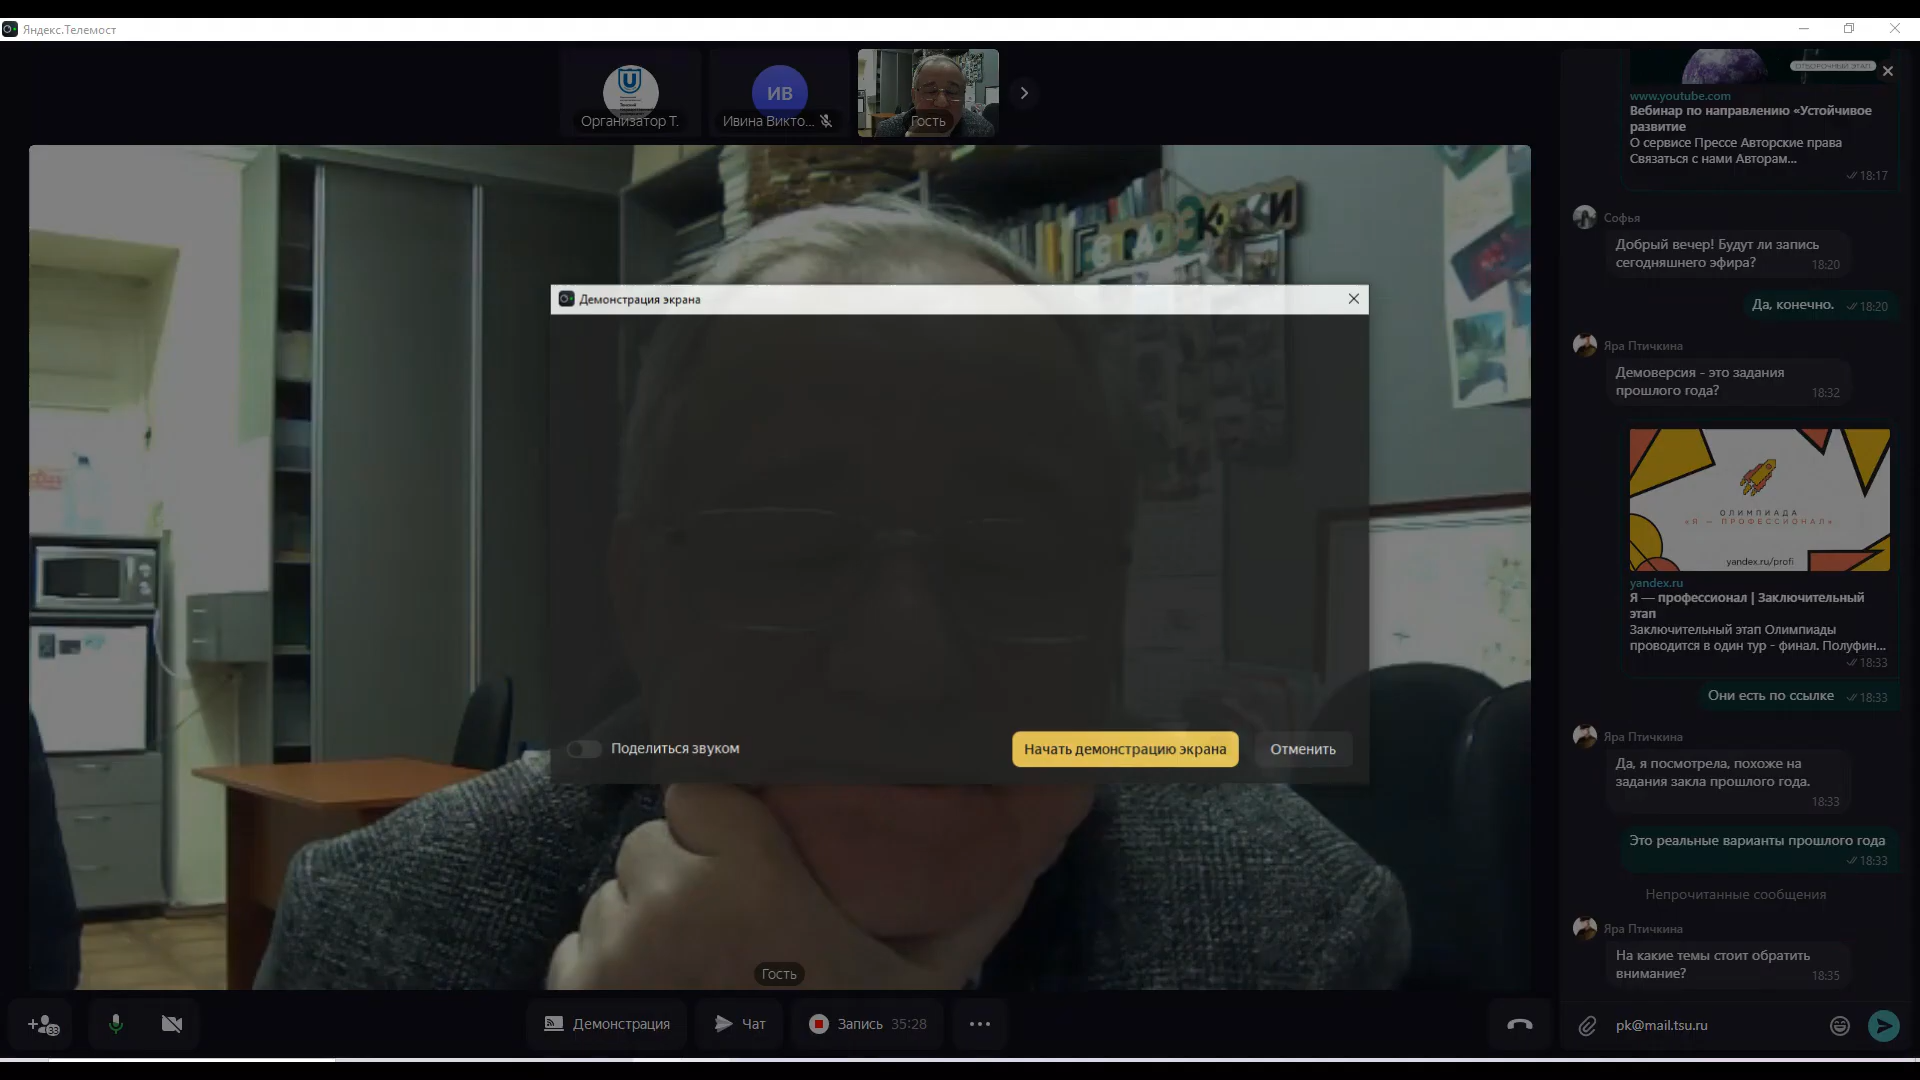 Яндекс.Телемост
Организатор Т.
ИВ
Ивина Викто...
Гость
ОТБОРОЧНЫЙ ЭТАП
www.youtube.com
Вебинар по направлению «Устойчивое
развитие
О сервисе Прессе Авторские права
Связаться с нами Авторам...
18:17
Софья
Добрый вечер! Будут ли запись
сегодняшнего эфира?
18:20
Да, конечно.
18:20
Яра Птичкина
Демоверсия - это задания
прошлого года?
18:32
ОЛИМПИАДА
«Я — ПРОФЕССИОНАЛ»
yandex.ru/profi
yandex.ru
Я — профессионал | Заключительный
этап
Заключительный этап Олимпиады
проводится в один тур - финал. Полуфин...
18:33
Они есть по ссылке
18:33
Яра Птичкина
Да, я посмотрела, похоже на
задания закла прошлого года.
18:33
Это реальные варианты прошлого года
18:33
Непрочитанные сообщения
Яра Птичкина
На какие темы стоит обратить
внимание?
18:35
pk@mail.tsu.ru
Демонстрация экрана
Поделиться звуком
Начать демонстрацию экрана
Отменить
Гость
33
Демонстрация
Чат
Запись 35:28